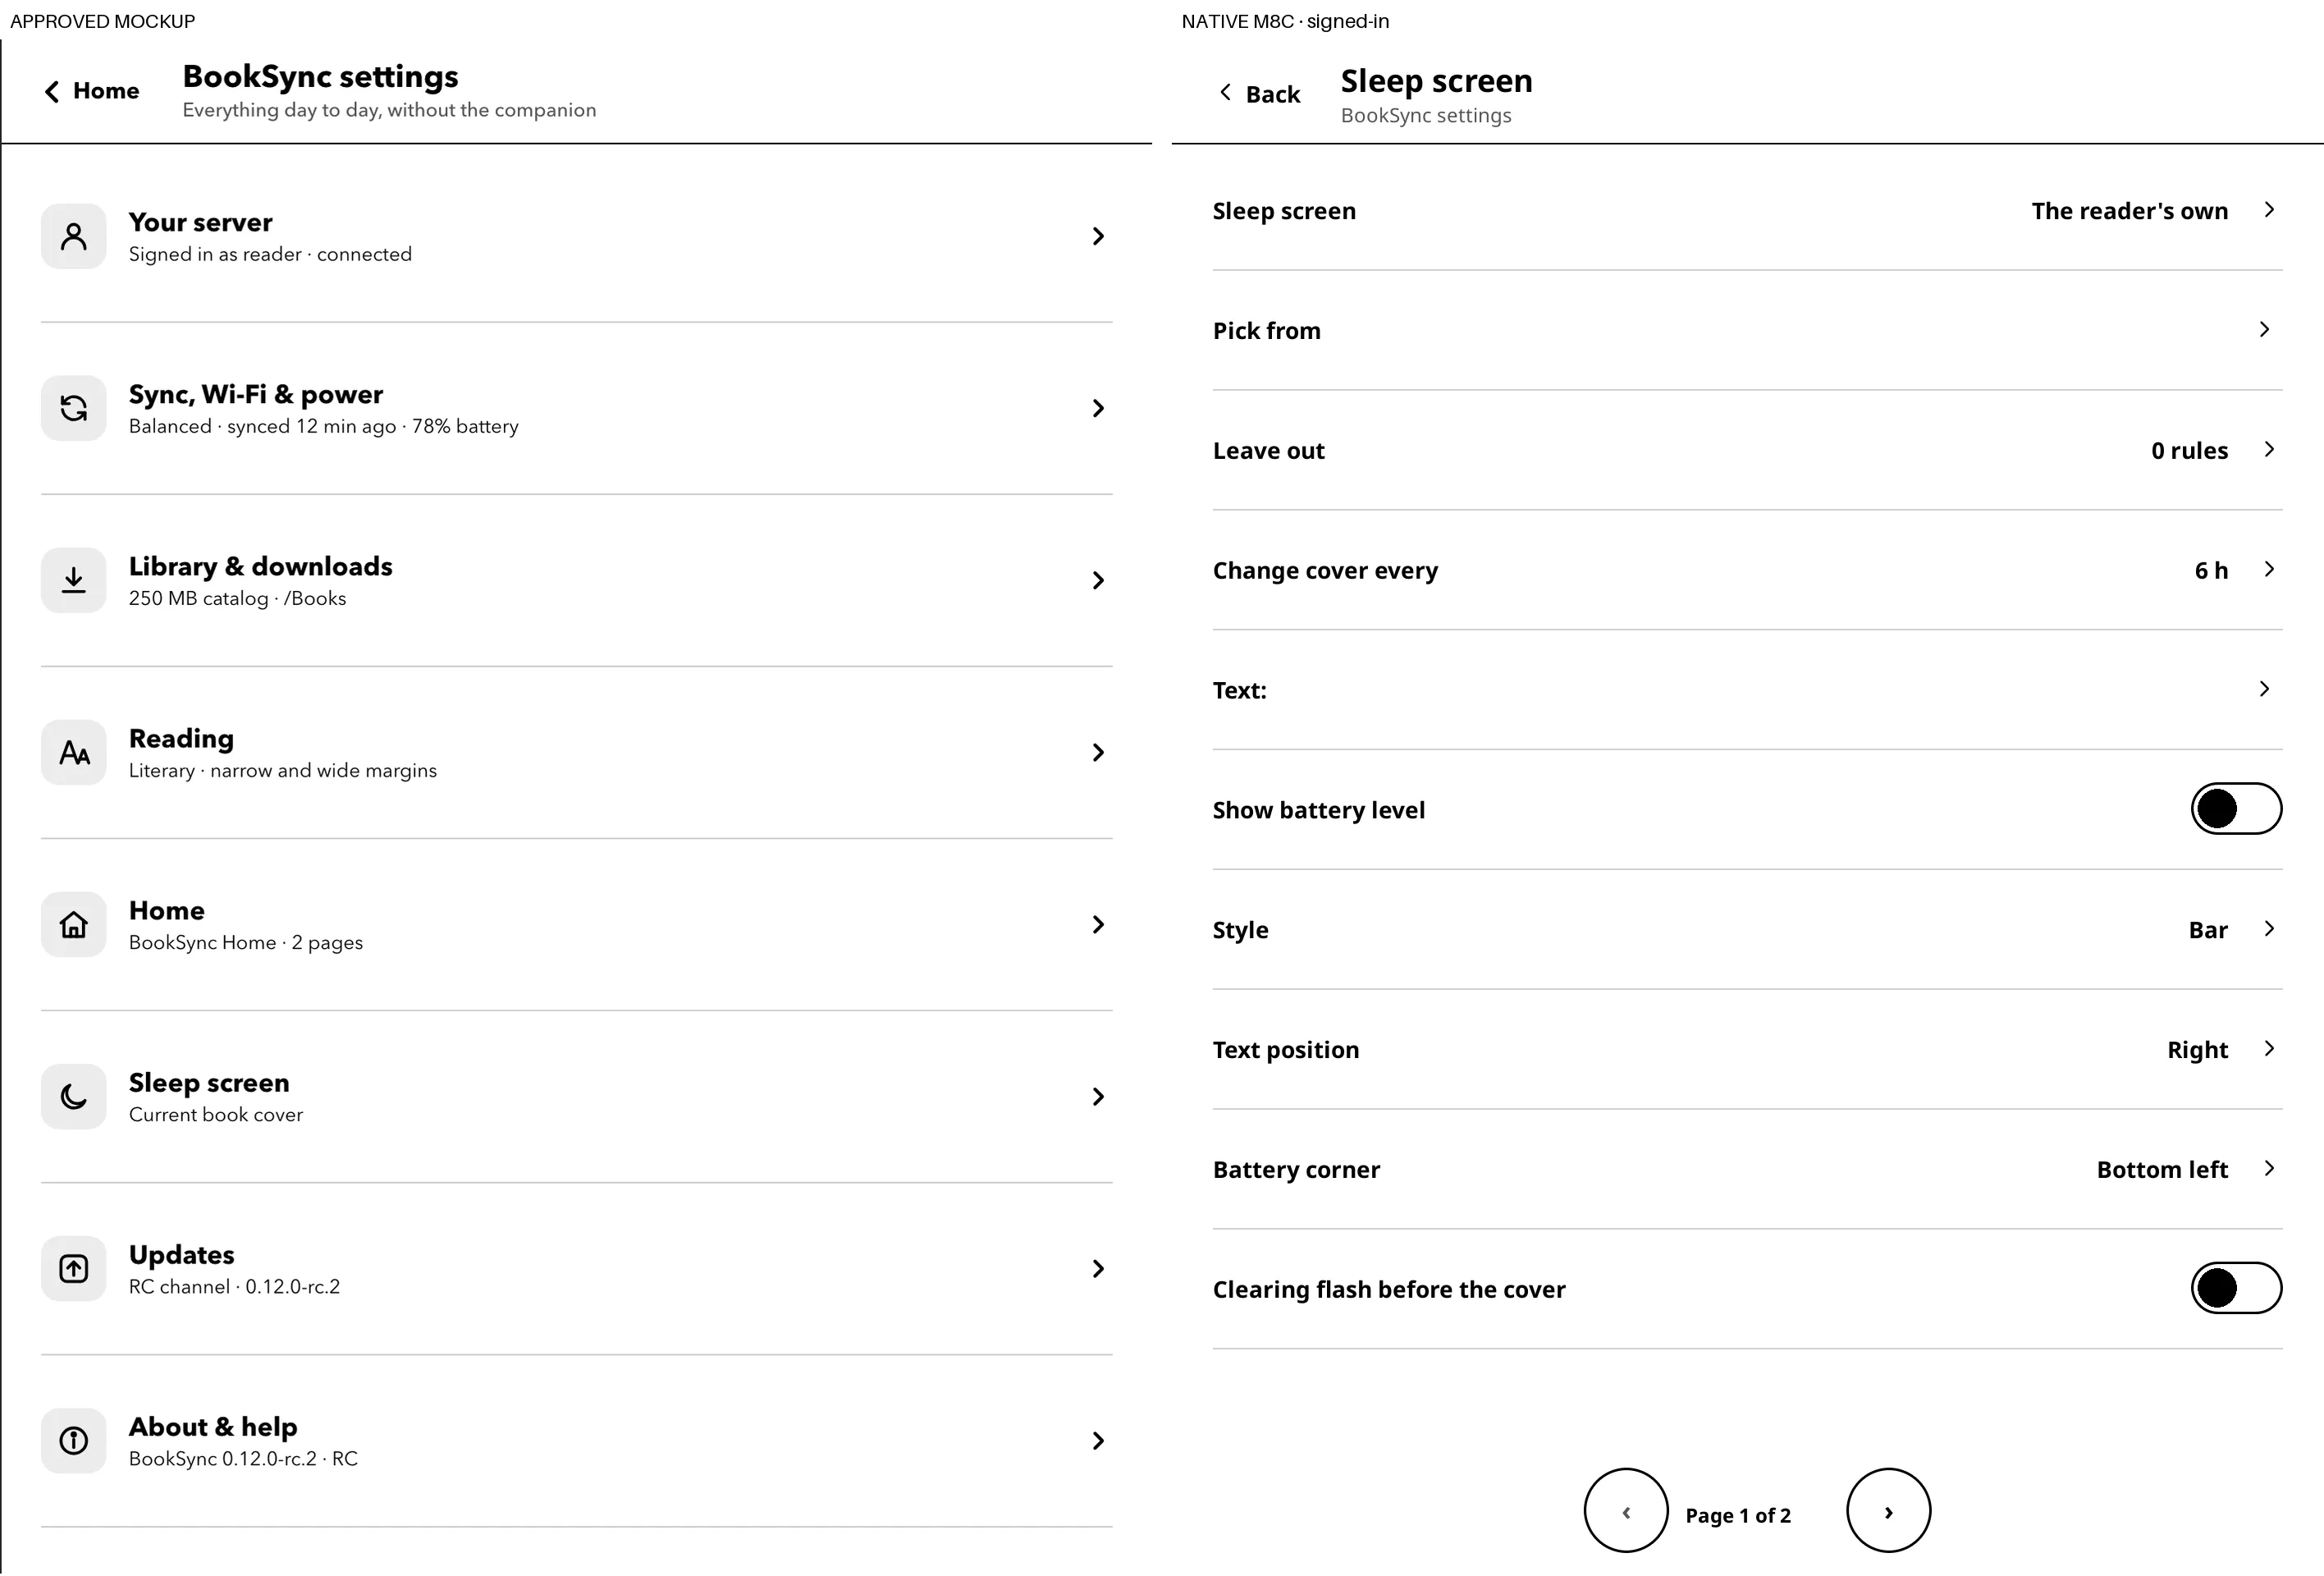 APPROVED MOCKUP
Home
BookSync settings
Everything day to day, without the companion
Your server
Signed in as reader · connected
Sync, Wi-Fi & power
Balanced · synced 12 min ago · 78% battery
Library & downloads
250 MB catalog · /Books
Reading
Literary · narrow and wide margins
Home
BookSync Home · 2 pages
Sleep screen
Current book cover
Updates
RC channel · 0.12.0-rc.2
About & help
BookSync 0.12.0-rc.2 · RC
NATIVE M8C · signed-in
Back
Sleep screen
BookSync settings
Sleep screen The reader's own
Pick from
Leave out 0 rules
Change cover every 6 h
Text:
Show battery level
Style Bar
Text position Right
Battery corner Bottom left
Clearing flash before the cover
Page 1 of 2